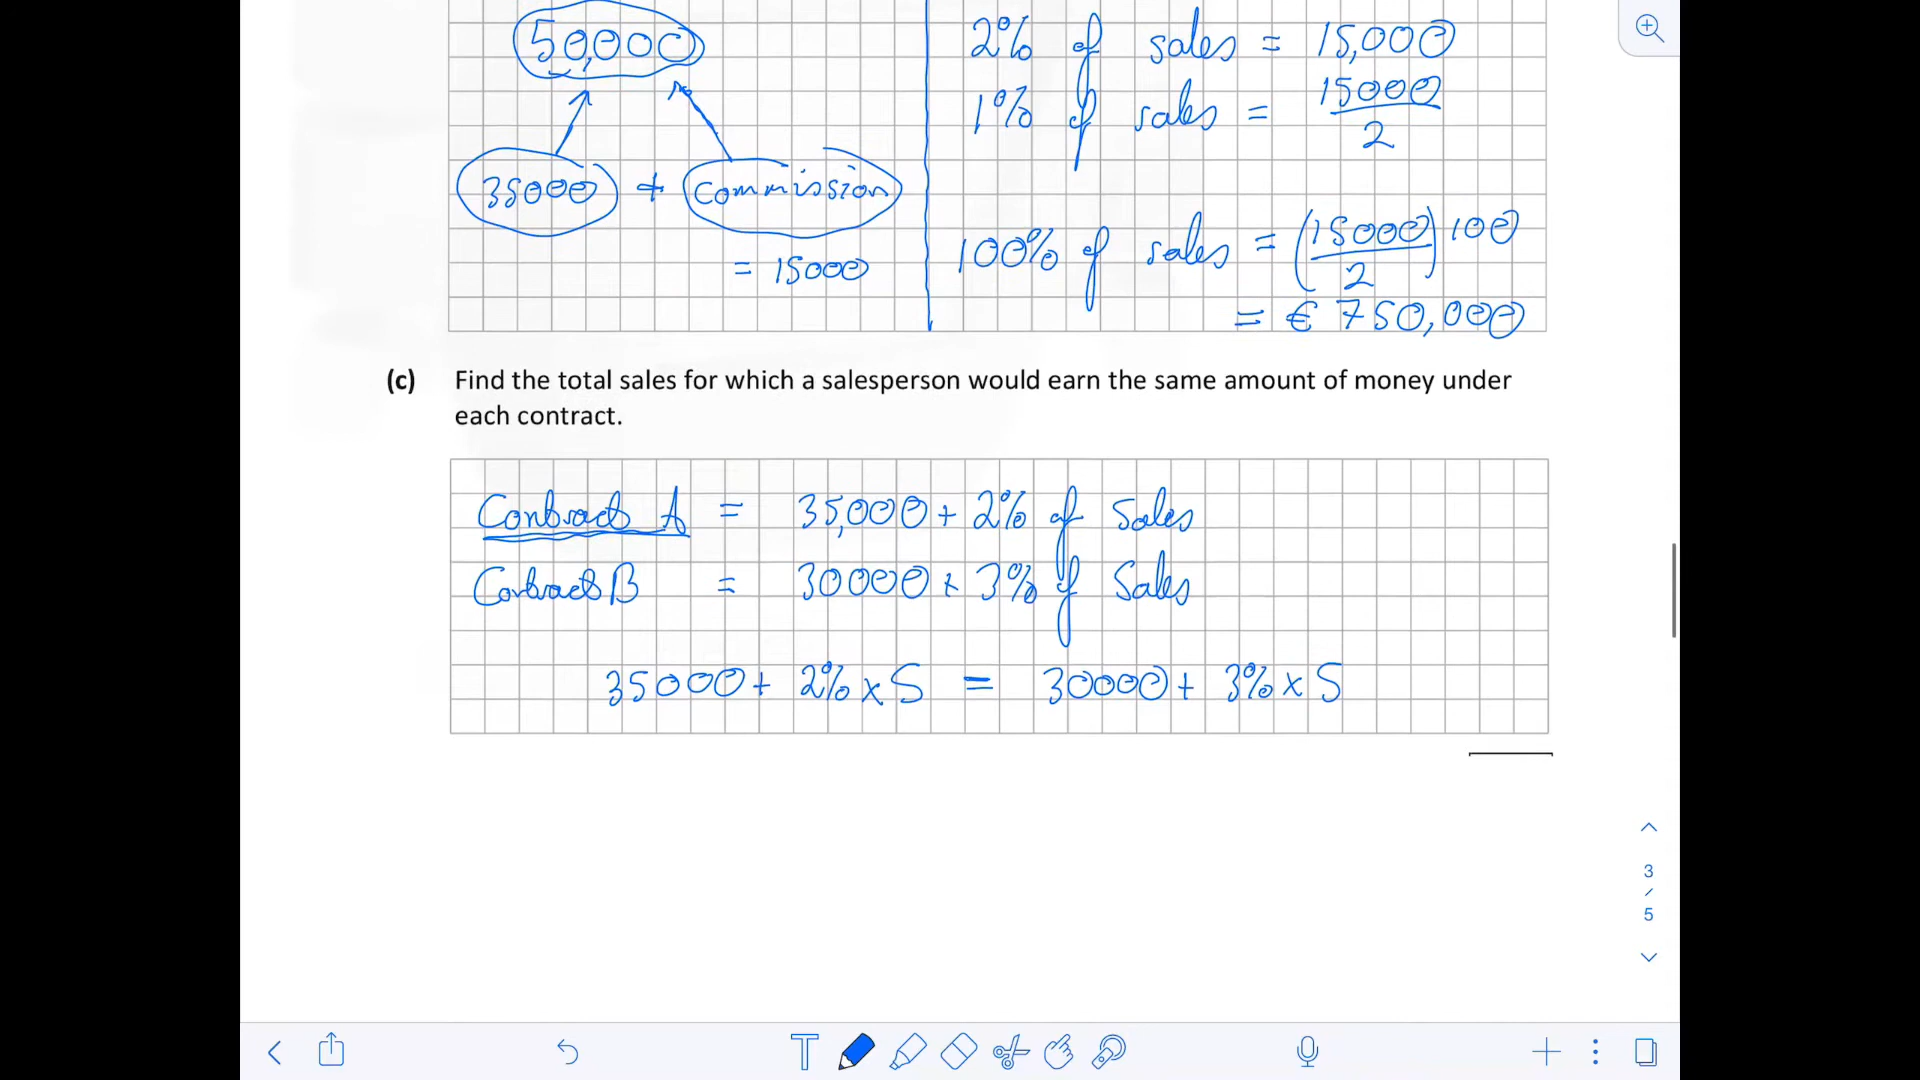 50,000
35000 + Commission
= 15000
2% of sales = 15,000
1% of sales = 15000/2
100% of sales = (15000/2) 100
= € 750,000
(c) Find the total sales for which a salesperson would earn the same amount of money under
each contract.
Contract A = 35,000 + 2% of Sales
Contract B = 30000 + 3% of Sales
35000 + 2% x S = 30000 + 3% x S
3
/
5
T